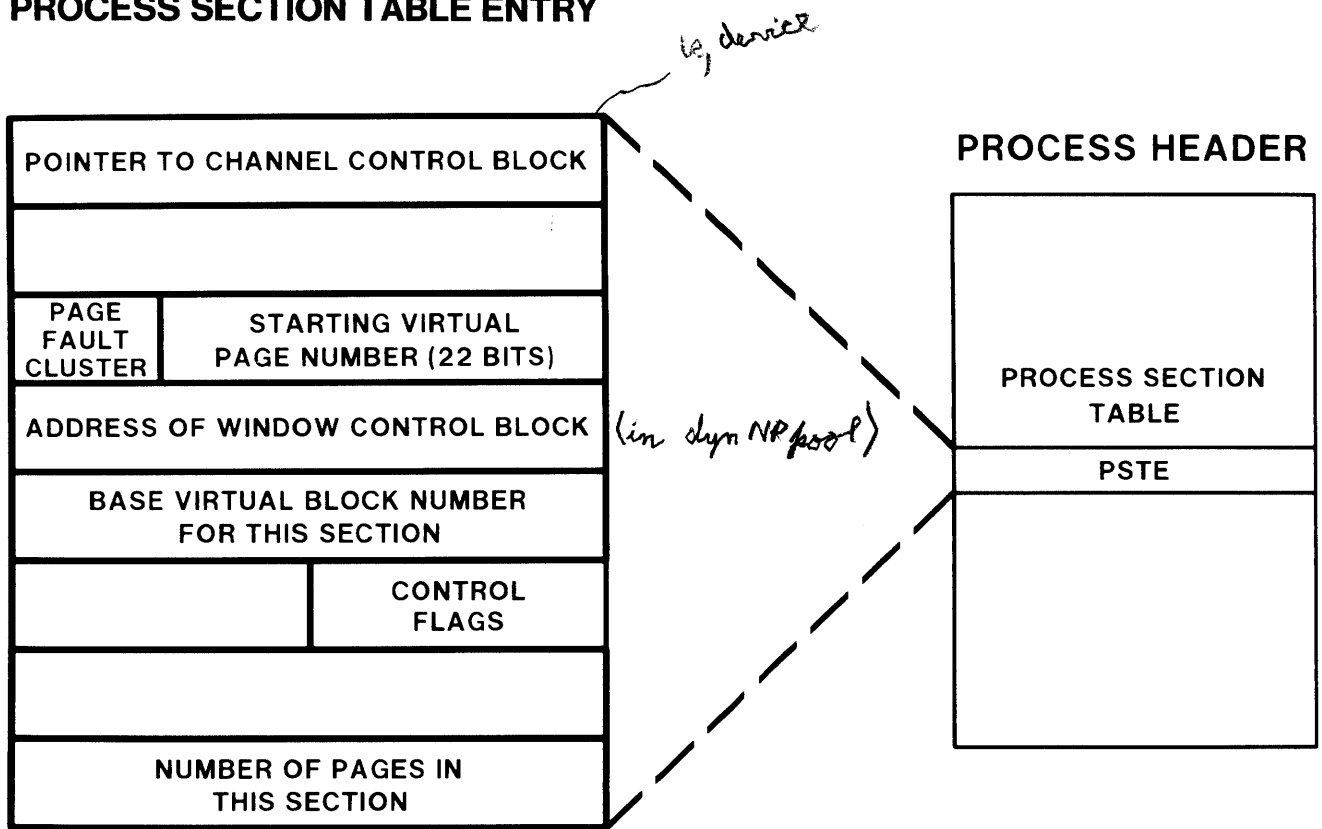 PROCESS SECTION TABLE ENTRY
ie, device
POINTER TO CHANNEL CONTROL BLOCK
PAGE
FAULT
CLUSTER
STARTING VIRTUAL
PAGE NUMBER (22 BITS)
ADDRESS OF WINDOW CONTROL BLOCK
(in dyn NP pool)
BASE VIRTUAL BLOCK NUMBER
FOR THIS SECTION
CONTROL
FLAGS
NUMBER OF PAGES IN
THIS SECTION
PROCESS HEADER
PROCESS SECTION
TABLE
PSTE